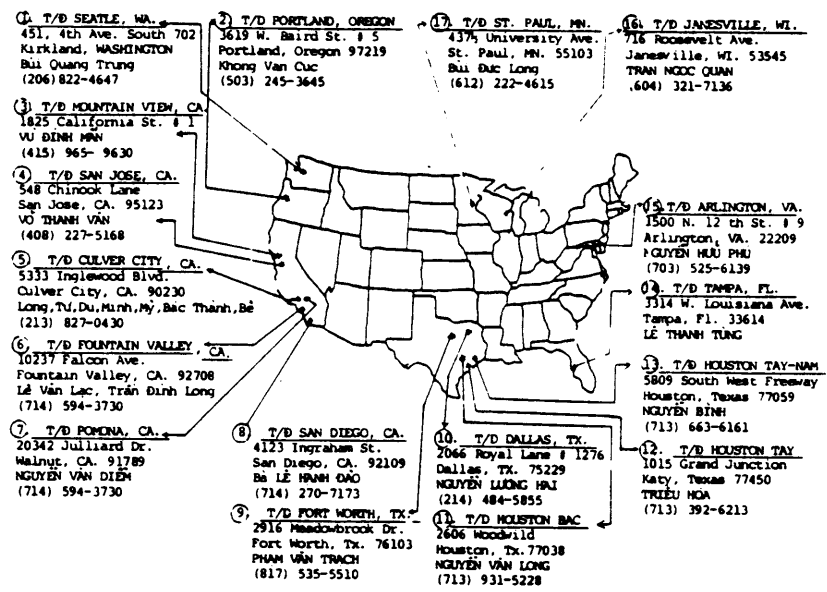 1. T/Đ SEATLE, WA.
451, 4th Ave. South 702
Kirkland, WASHINGTON
Bùi Quang Trung
(206)822-4647
2 T/Đ PORTLAND, OREGON
3619 W. Baird St. # 5
Portland, Oregon 97219
Khong Van Cuc
(503) 245-3645
17. T/Đ ST. PAUL, MN.
437½ University Ave.
St. Paul, MN. 55103
Bùi Đưc Long
(612) 222-4615
16. T/Đ JANESVILLE, WI.
716 Roosevelt Ave.
Janesville, WI. 53545
TRAN NGOC QUAN
(604) 321-7136
3 T/Đ MOUNTAIN VIEW, CA.
1825 California St. # 1
VŨ ĐÌNH MÃN
(415) 965- 9630
4 T/Đ SAN JOSE, CA.
548 Chinook Lane
San Jose, CA. 95123
VÕ THANH VÂN
(408) 227-5168
5 T/Đ CULVER CITY, CA.
5333 Inglewood Blvd.
Culver City, CA. 90230
Long,Tư,Du,Minh,Mỹ,Bác Thành,Bê
(213) 827-0430
6. T/Đ FOUNTAIN VALLEY, CA.
10237 Falcon Ave.
Fountain Valley, CA. 92708
Lê Văn Lạc, Trần Đình Long
(714) 594-3730
7. T/Đ POMONA, CA.
20342 Julliard Dr.
Walnut, CA. 91789
NGUYỄN VĂN DIỄM
(714) 594-3730
8 T/Đ SAN DIEGO, CA.
4123 Ingraham St.
San Diego, CA. 92109
Bà LÊ HẠNH ĐÀO
(714) 270-7173
9. T/Đ FORT WORTH, TX.
2916 Meadowbrook Dr.
Fort Worth, Tx. 76103
PHẠM VĂN TRẠCH
(817) 535-5510
10. T/Đ DALLAS, TX.
2066 Royal Lane # 1276
Dallas, TX. 75229
NGUYỄN LƯƠNG HẢI
(214) 484-5855
11. T/Đ HOUSTON BAC
2606 Woodwild
Houston, Tx.77038
NGUYỄN VĂN LONG
(713) 931-5228
15. T/Đ ARLINGTON, VA.
1500 N. 12 th St. # 9
Arlington, VA. 22209
NGUYỄN HỮU PHÚ
(703) 525-6139
14. T/Đ TAMPA, FL.
3314 W. Louisiana Ave.
Tampa, Fl. 33614
LÊ THANH TÙNG
13. T/Đ HOUSTON TAY-NAM
5809 South West Freeway
Houston, Texas 77059
NGUYỄN BÌNH
(713) 663-6161
12. T/Đ HOUSTON TAY
1015 Grand Junction
Katy, Texas 77450
TRIỀU HOA
(713) 392-6213